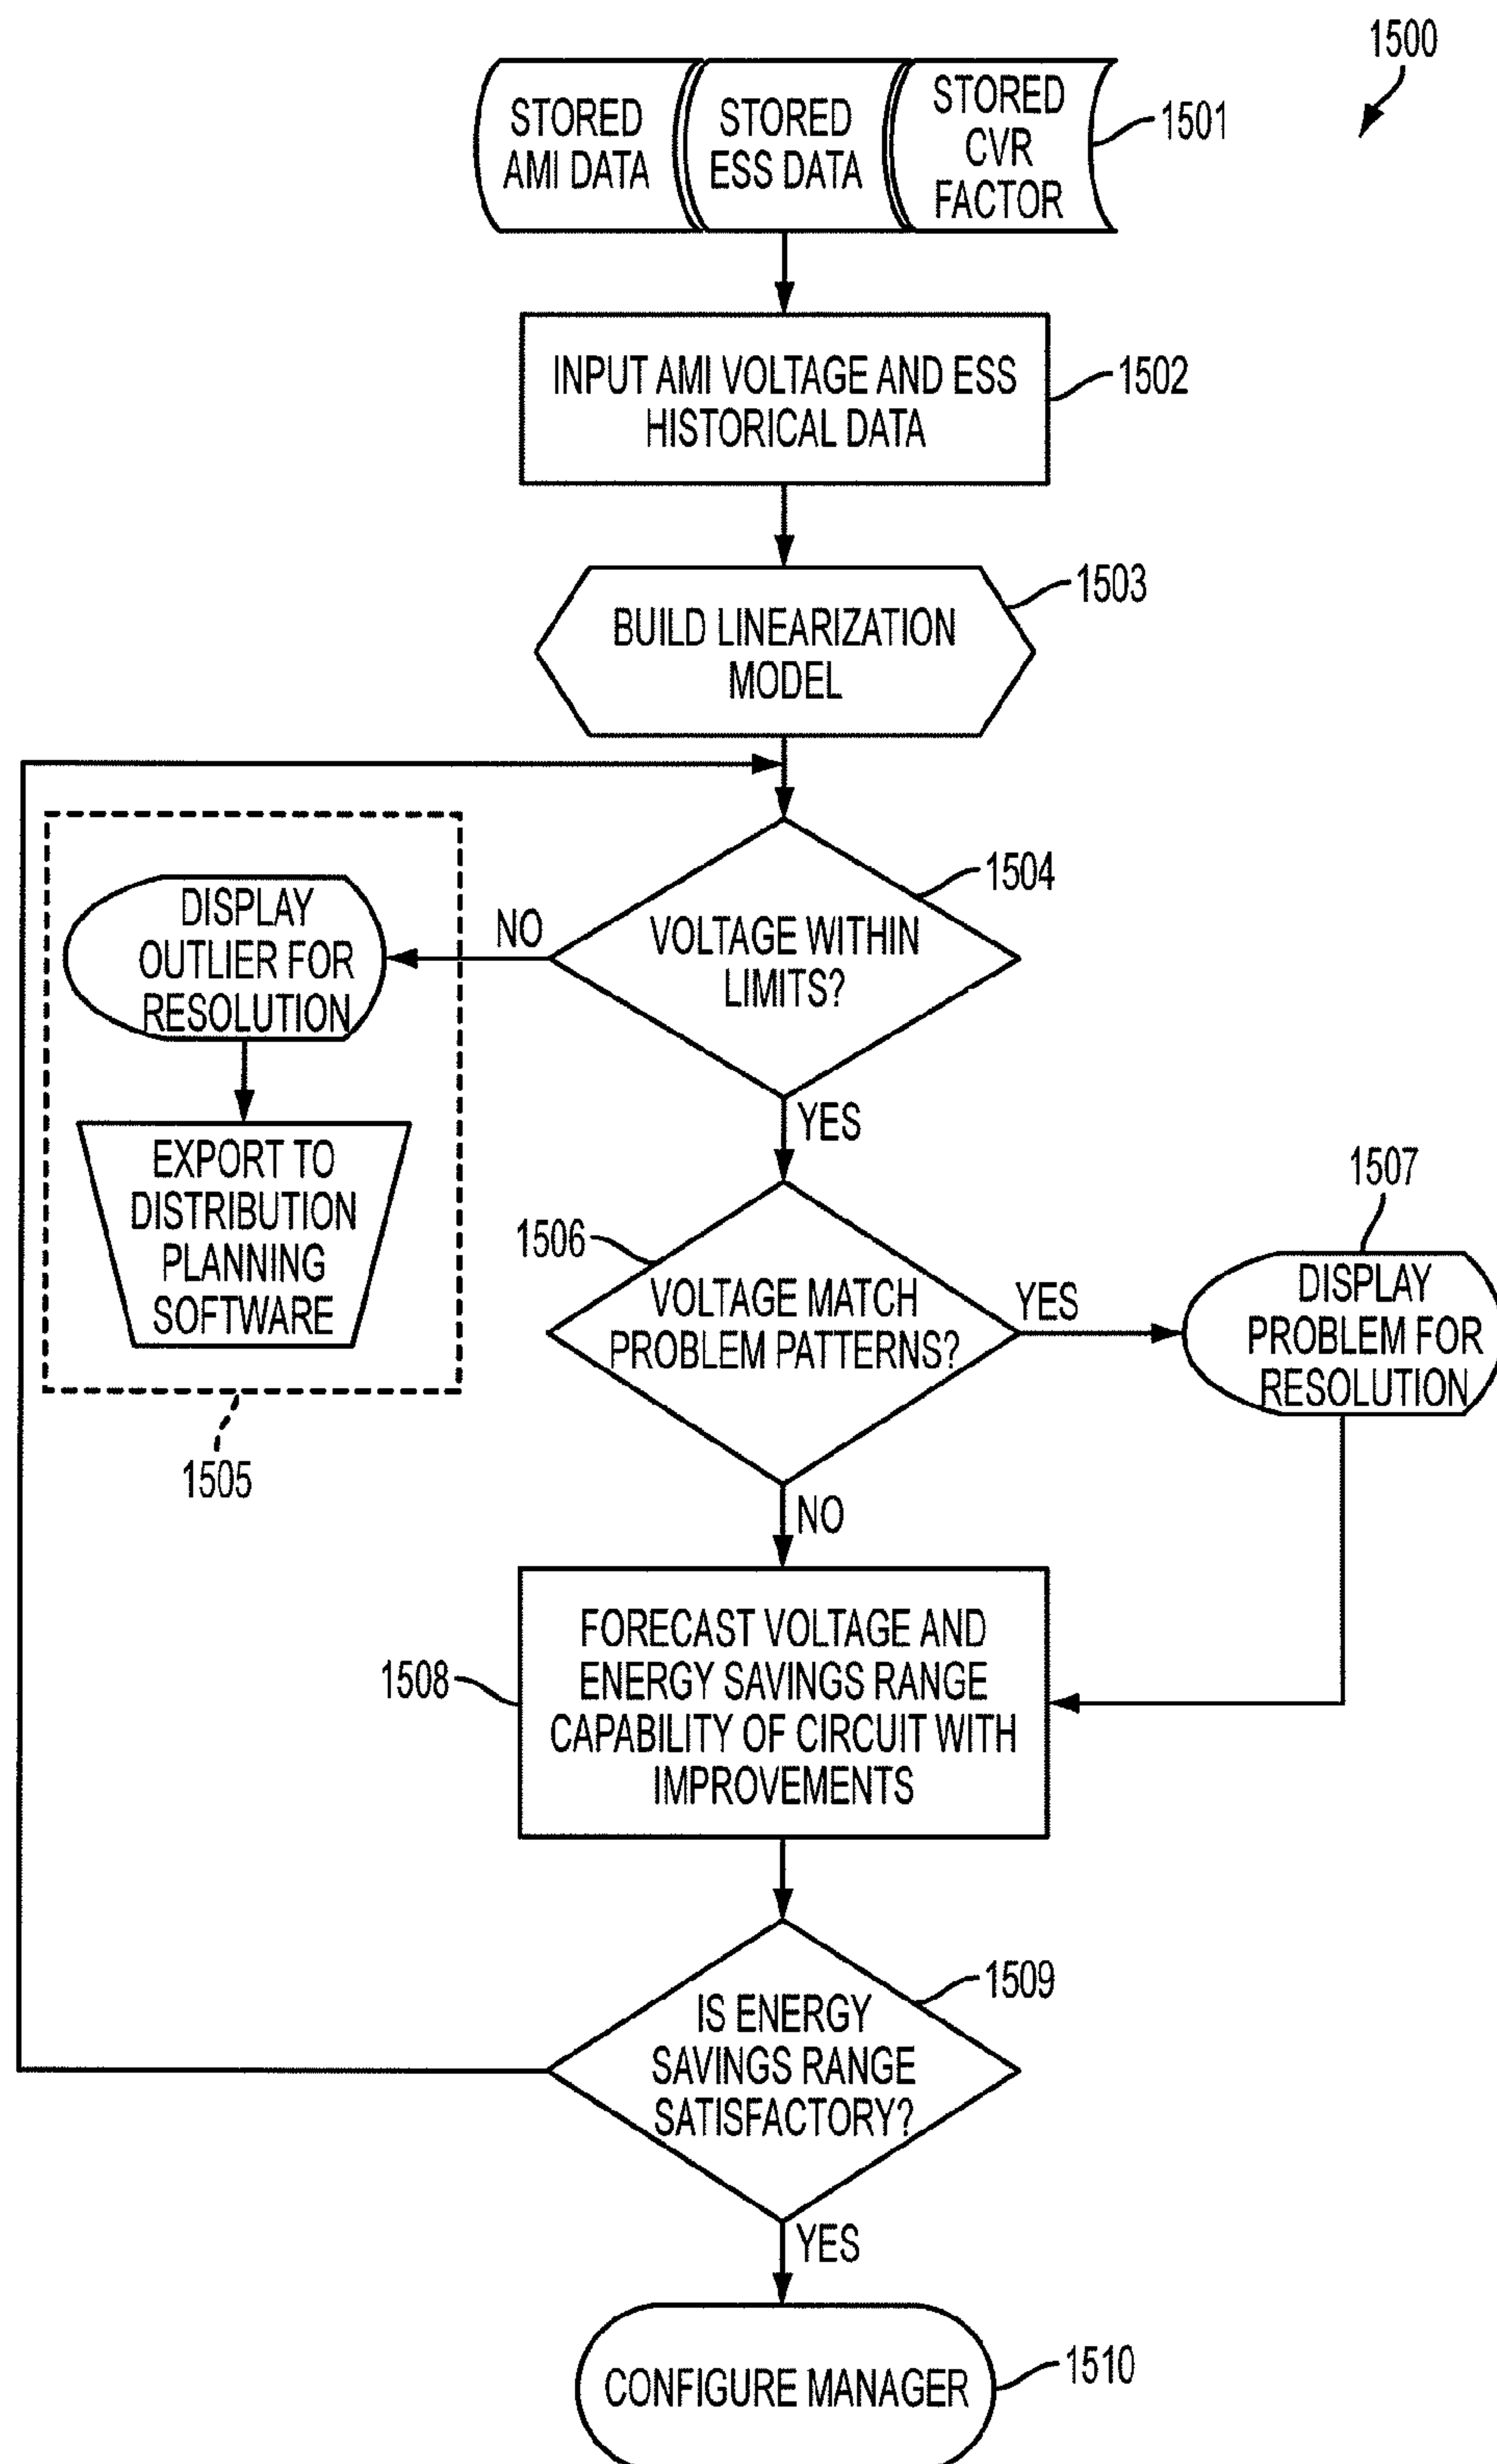 1500
STORED
AMI DATA
STORED
ESS DATA
STORED
CVR
FACTOR
1501
INPUT AMI VOLTAGE AND ESS
HISTORICAL DATA
1502
BUILD LINEARIZATION
MODEL
1503
VOLTAGE WITHIN
LIMITS?
1504
NO
DISPLAY
OUTLIER FOR
RESOLUTION
EXPORT TO
DISTRIBUTION
PLANNING
SOFTWARE
1505
YES
1506
VOLTAGE MATCH
PROBLEM PATTERNS?
YES
1507
DISPLAY
PROBLEM FOR
RESOLUTION
NO
1508
FORECAST VOLTAGE AND
ENERGY SAVINGS RANGE
CAPABILITY OF CIRCUIT WITH
IMPROVEMENTS
IS ENERGY
SAVINGS RANGE
SATISFACTORY?
1509
YES
CONFIGURE MANAGER
1510